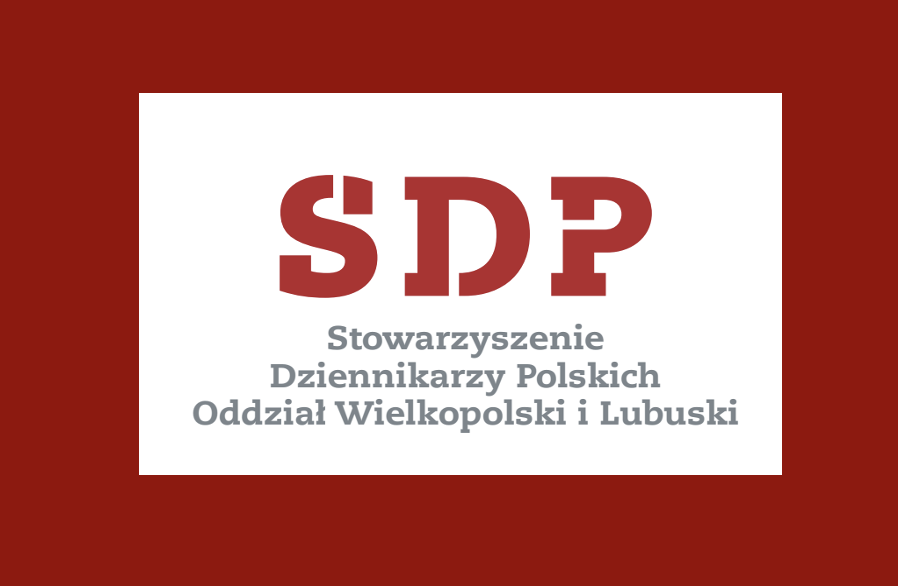 SDP
Stowarzyszenie
Dziennikarzy Polskich
Oddział Wielkopolski i Lubuski